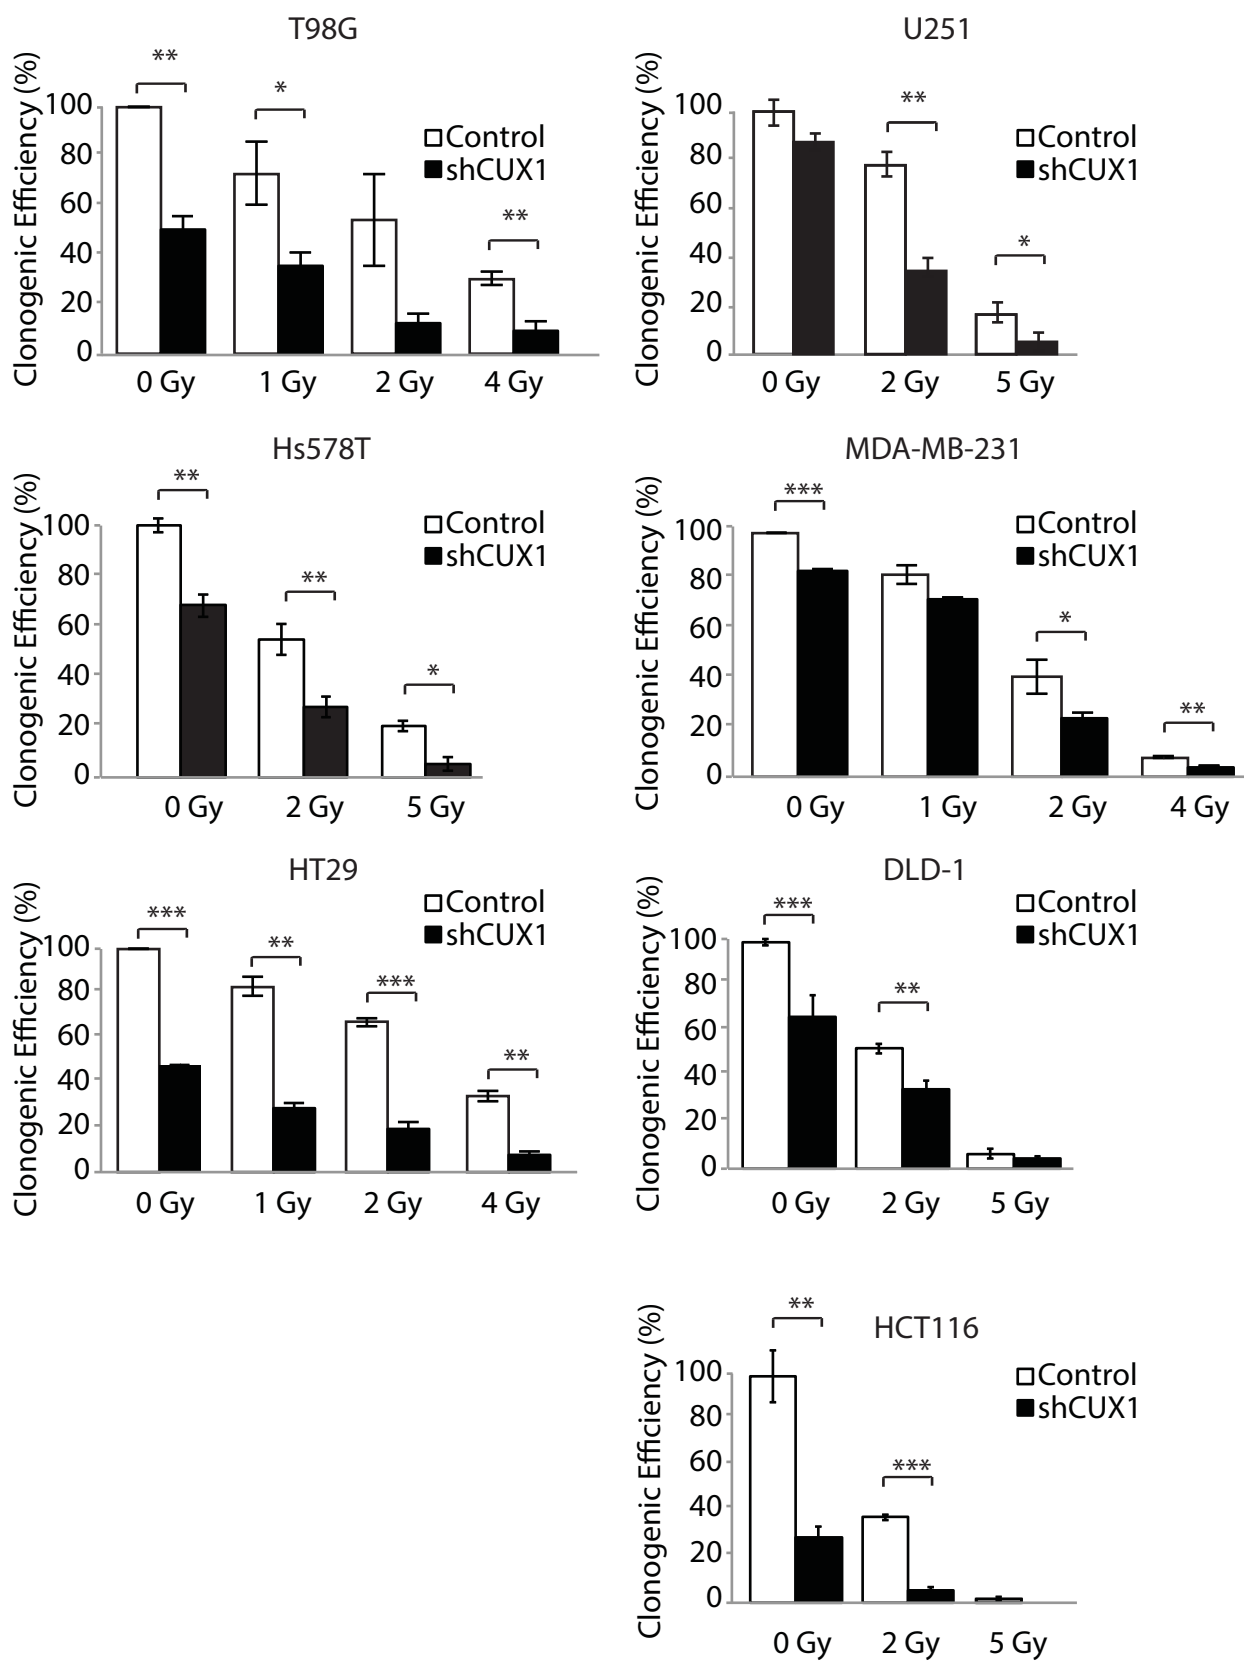 T98G
Clonogenic Efficiency (%)
100
80
60
40
20
0
**
*
**
Control
shCUX1
0 Gy 1 Gy 2 Gy 4 Gy
U251
Clonogenic Efficiency (%)
100
80
60
40
20
0
**
*
Control
shCUX1
0 Gy 2 Gy 5 Gy
Hs578T
Clonogenic Efficiency (%)
100
80
60
40
20
0
**
**
*
Control
shCUX1
0 Gy 2 Gy 5 Gy
MDA-MB-231
Clonogenic Efficiency (%)
100
80
60
40
20
0
***
*
**
Control
shCUX1
0 Gy 1 Gy 2 Gy 4 Gy
HT29
Clonogenic Efficiency (%)
100
80
60
40
20
0
***
**
***
**
Control
shCUX1
0 Gy 1 Gy 2 Gy 4 Gy
DLD-1
Clonogenic Efficiency (%)
100
80
60
40
20
0
***
**
Control
shCUX1
0 Gy 2 Gy 5 Gy
HCT116
Clonogenic Efficiency (%)
100
80
60
40
20
0
**
***
Control
shCUX1
0 Gy 2 Gy 5 Gy